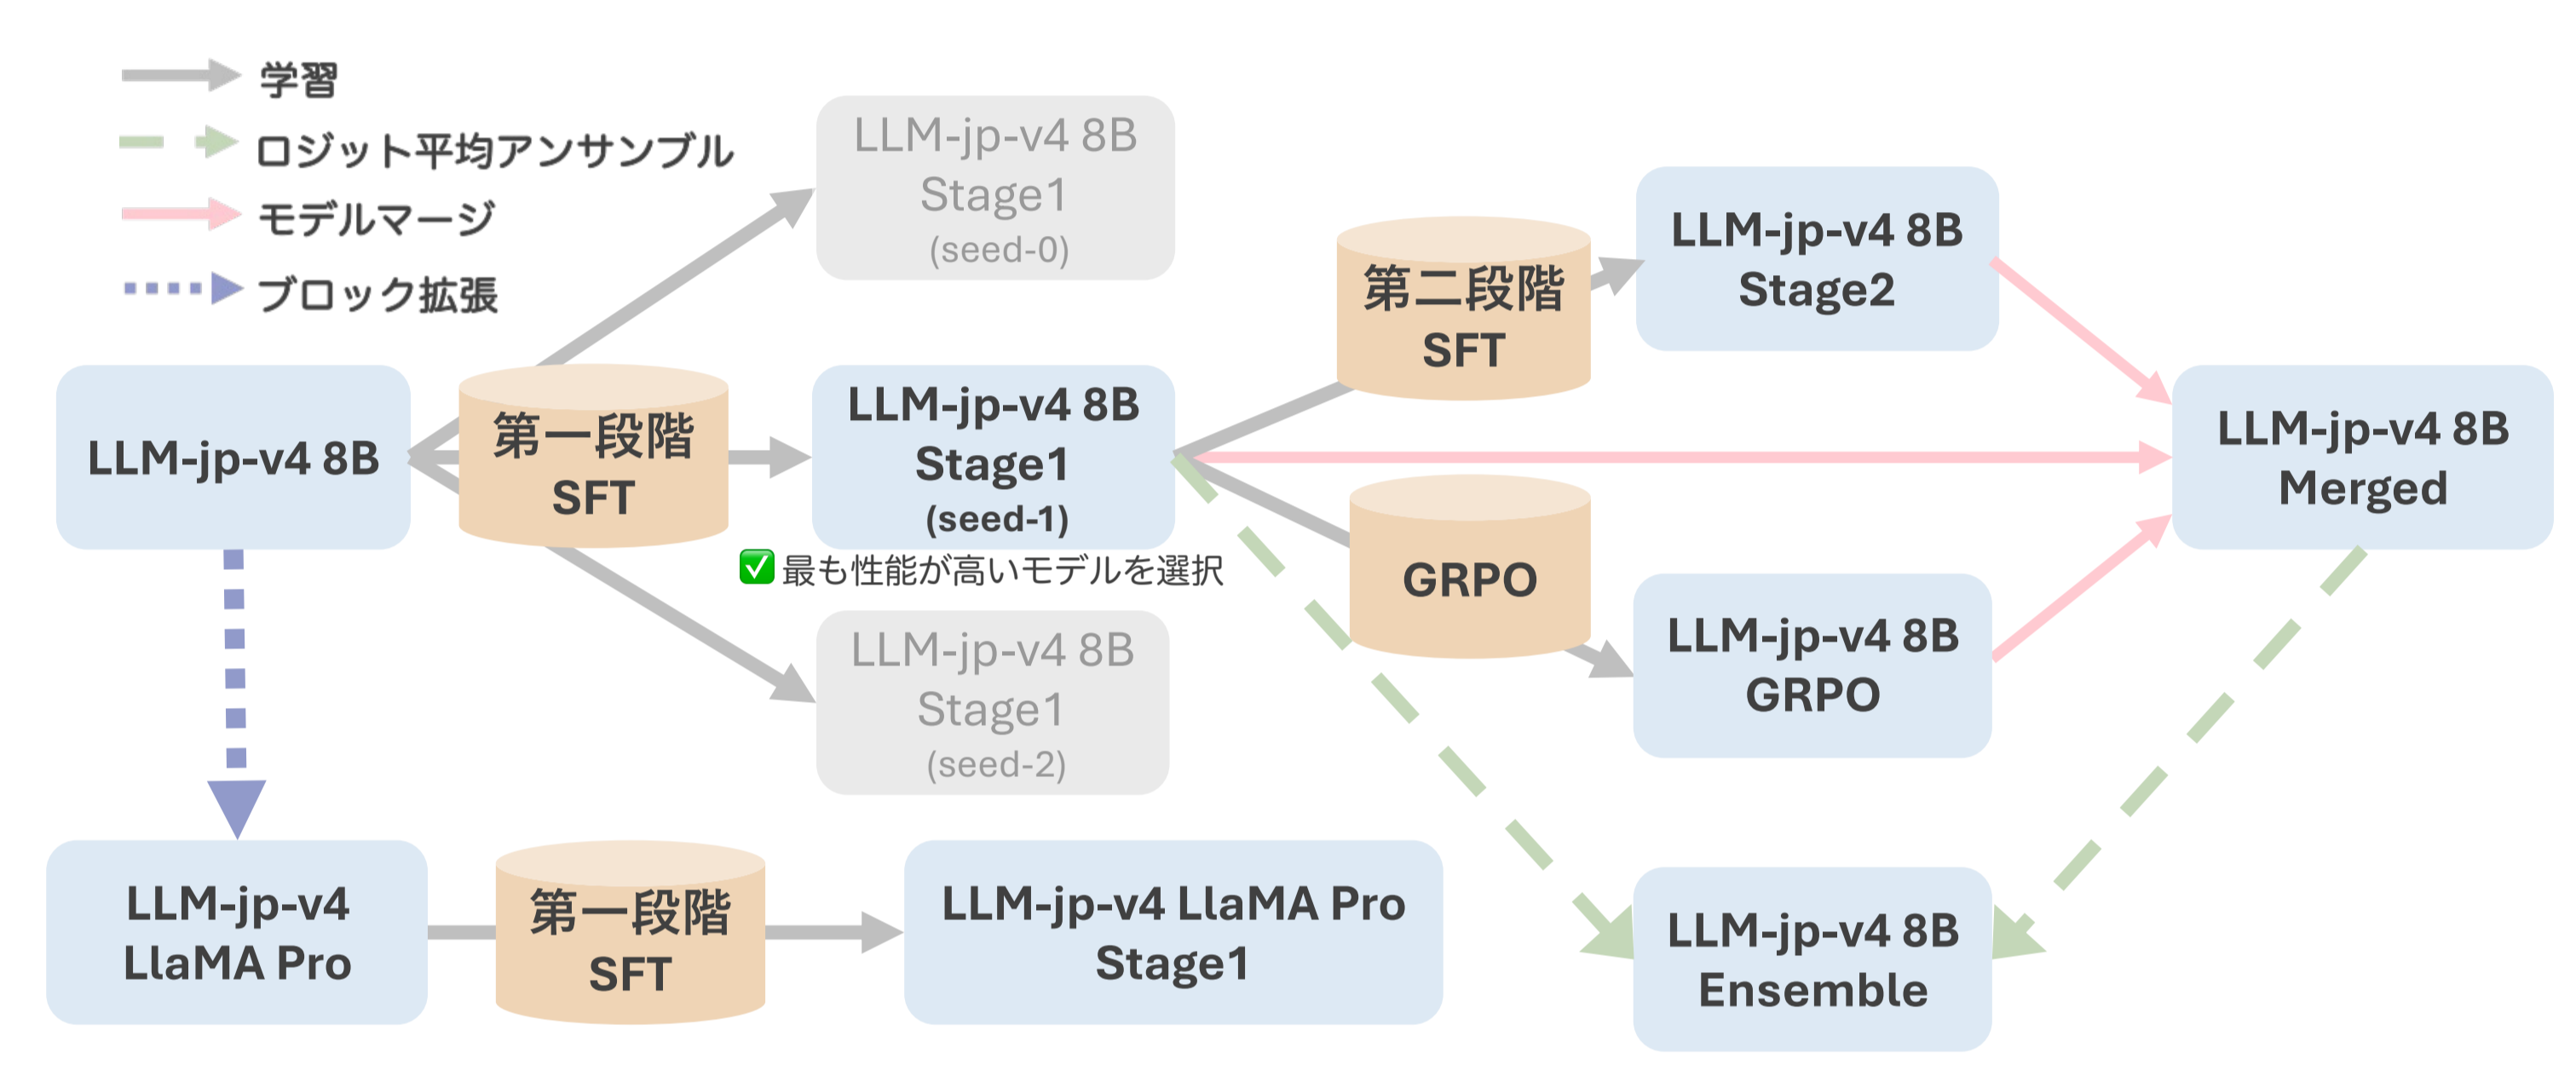 学習
ロジット平均アンサンブル
モデルマージ
ブロック拡張
LLM-jp-v4 8B
第一段階
SFT
LLM-jp-v4 8B
Stage1
(seed-0)
LLM-jp-v4 8B
Stage1
(seed-1)
✅ 最も性能が高いモデルを選択
LLM-jp-v4 8B
Stage1
(seed-2)
第二段階
SFT
LLM-jp-v4 8B
Stage2
GRPO
LLM-jp-v4 8B
GRPO
LLM-jp-v4 8B
Merged
LLM-jp-v4
LlaMA Pro
第一段階
SFT
LLM-jp-v4 LlaMA Pro
Stage1
LLM-jp-v4 8B
Ensemble